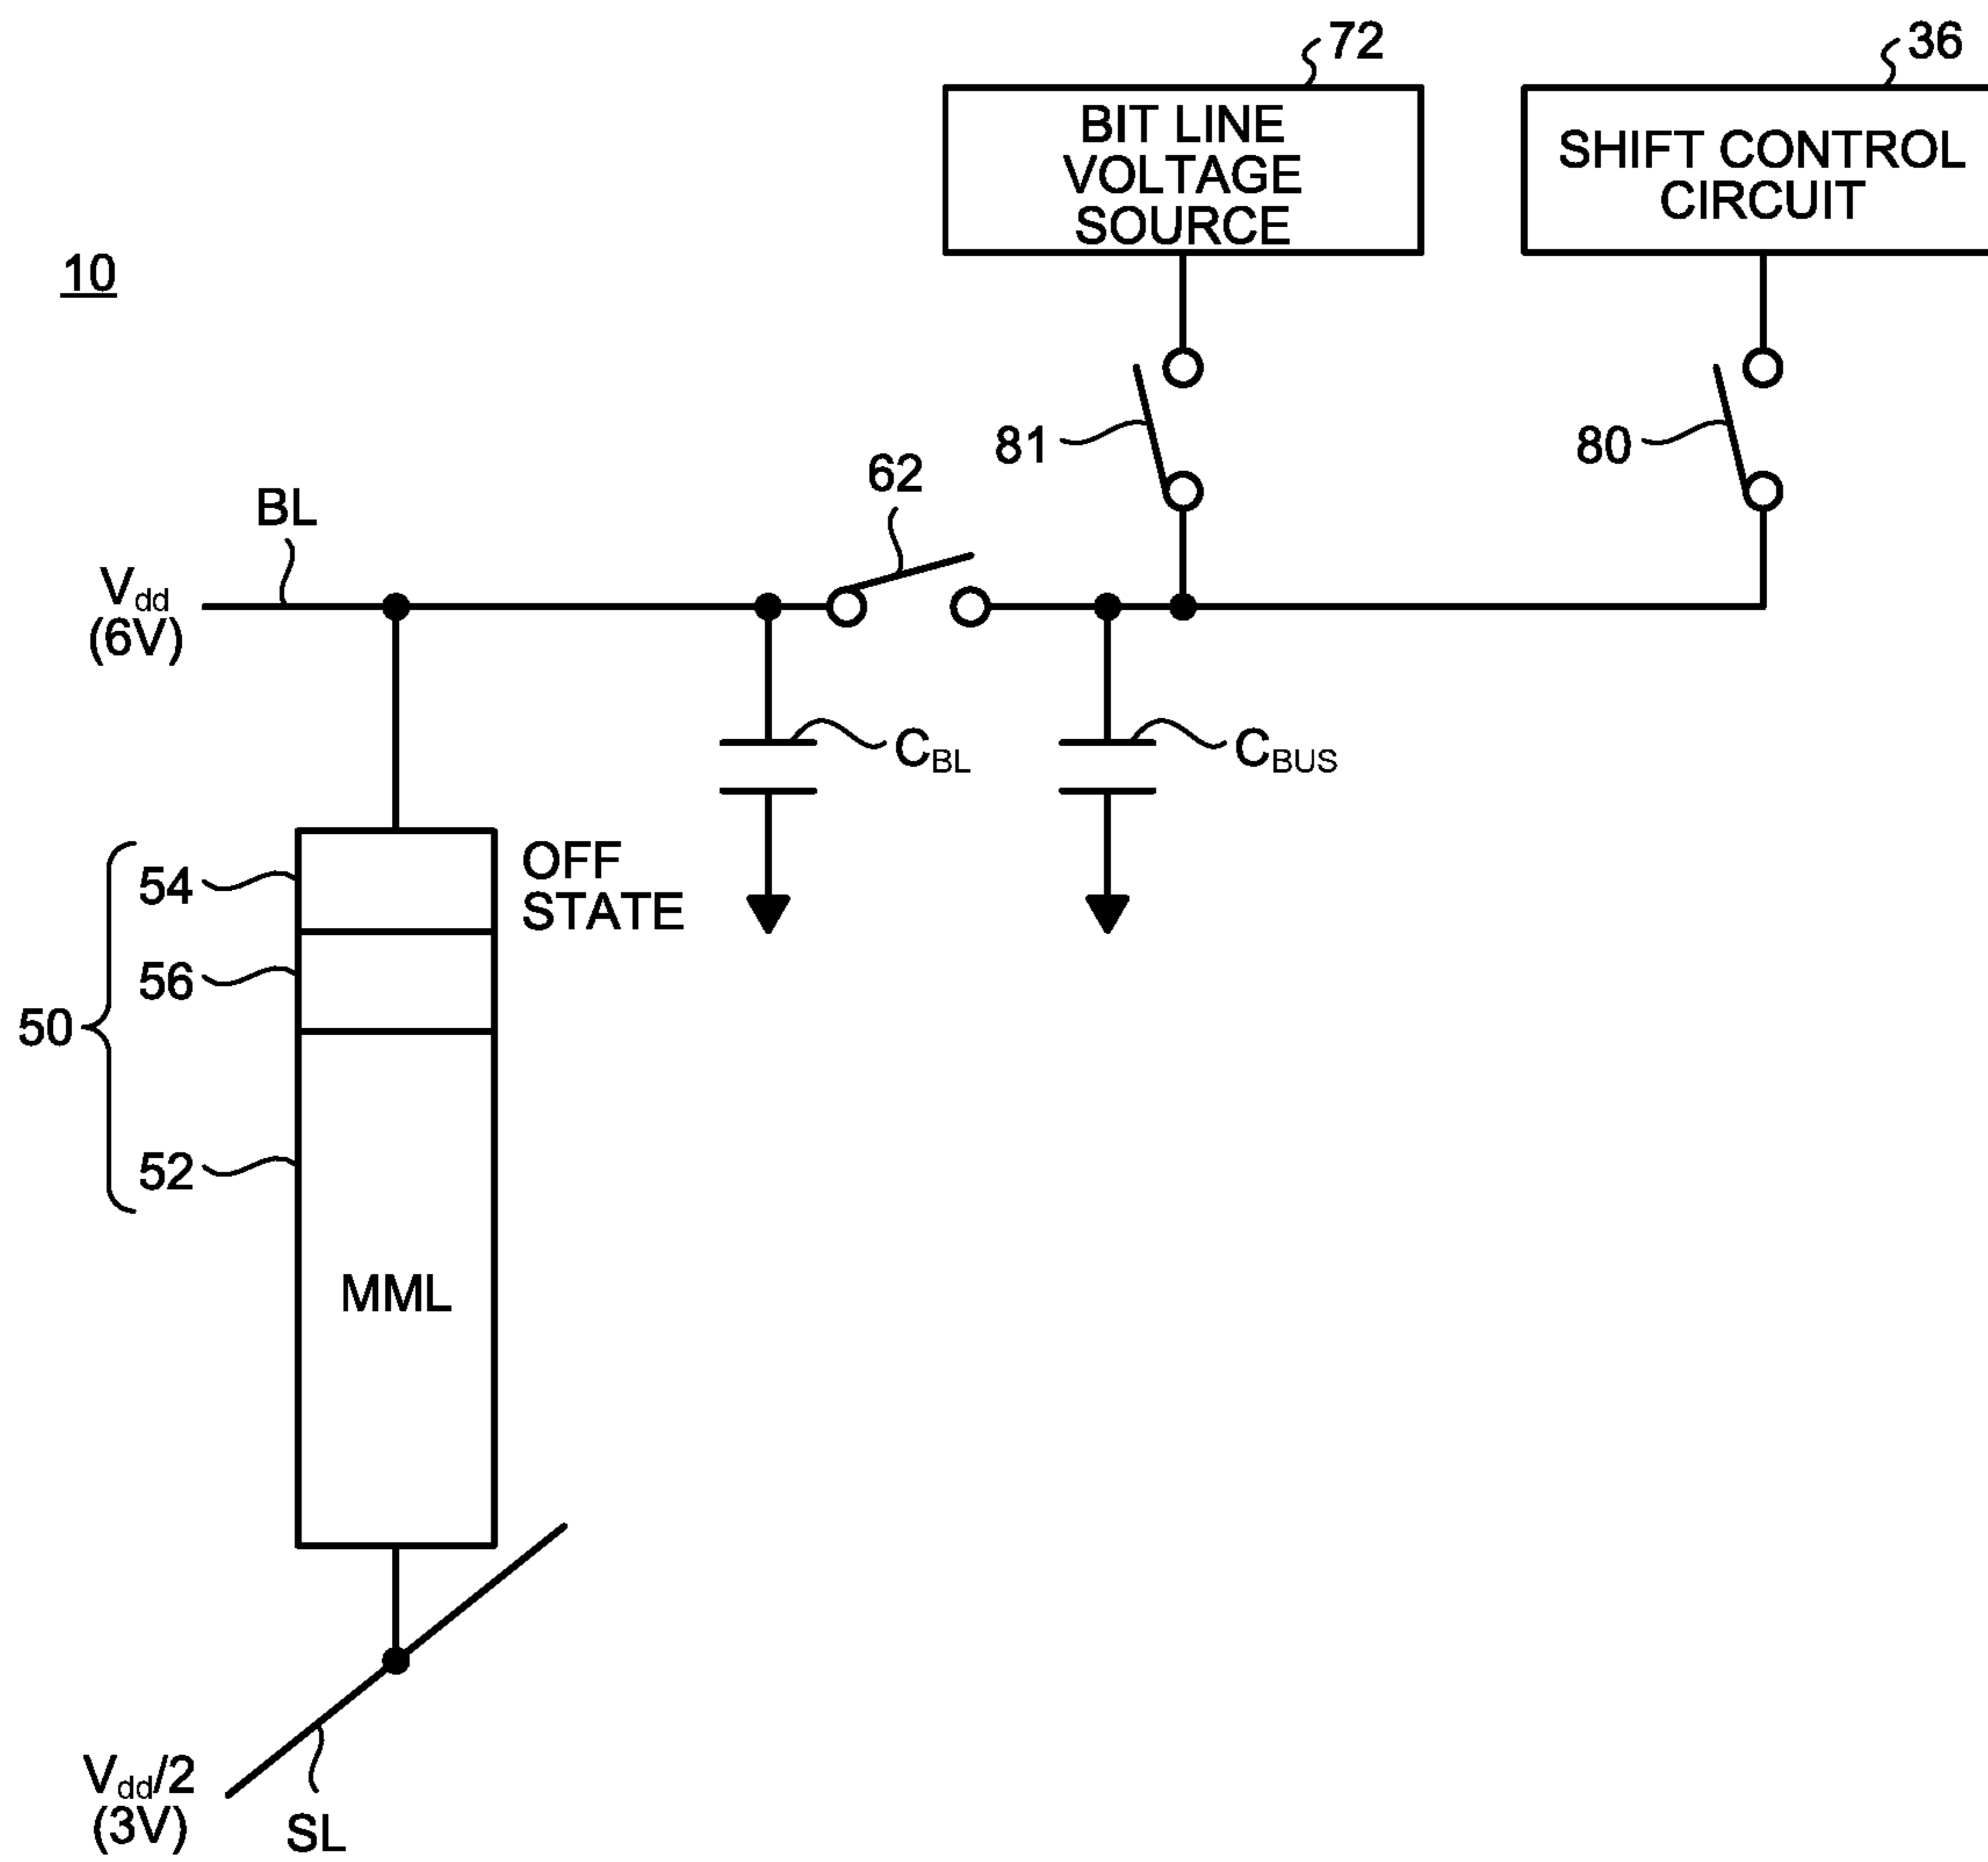 72
36
BIT LINE
VOLTAGE
SOURCE
SHIFT CONTROL
CIRCUIT
10
81
80
62
BL
Vdd
(6V)
CBL
CBUS
OFF
STATE
54
56
50
52
MML
Vdd/2
(3V)
SL